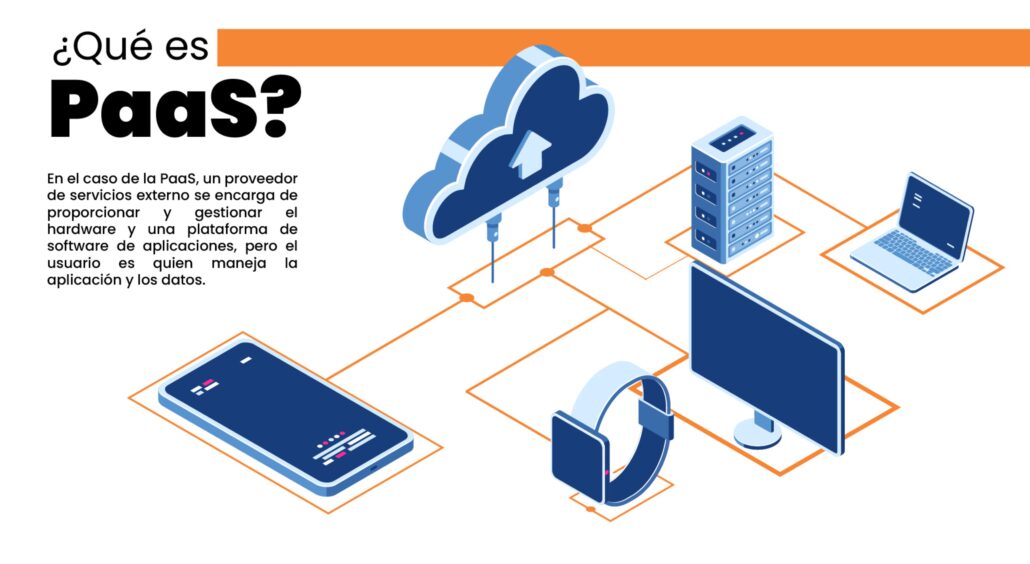 ¿Qué es
PaaS?
En el caso de la PaaS, un proveedor
de servicios externo se encarga de
proporcionar y gestionar el
hardware y una plataforma de
software de aplicaciones, pero el
usuario es quien maneja la
aplicación y los datos.